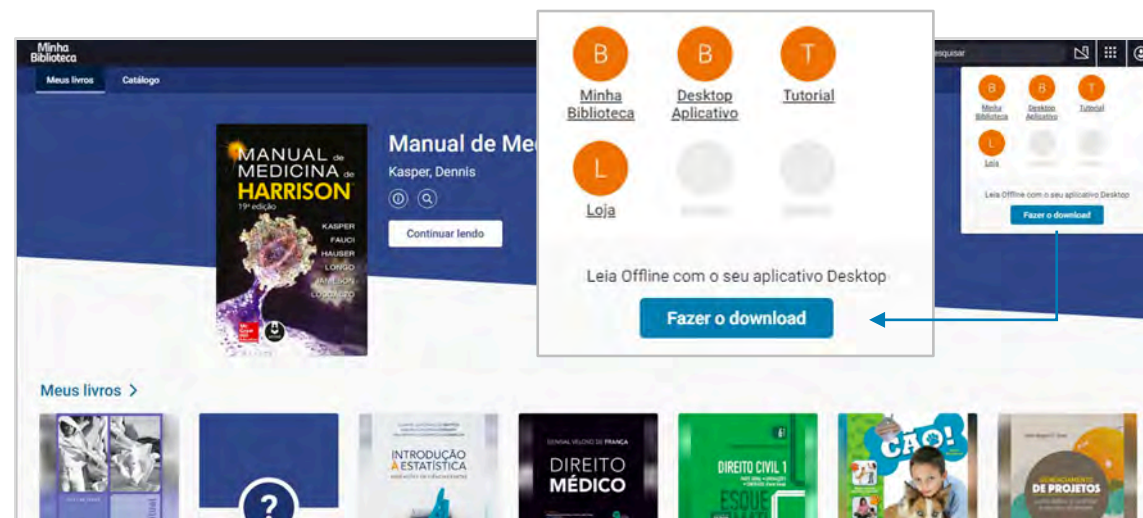 Minha
Biblioteca
Meus livros
Catálogo
MANUAL DE
MEDICINA DE
HARRISON
19ª edição
KASPER
FAUCI
HAUSER
LONGO
JAMESON
LOSCALZO
Manual de Me
Kasper, Dennis
Continuar lendo
B
B
T
Minha
Biblioteca
Desktop
Aplicativo
Tutorial
L
Loja
Leia Offline com o seu aplicativo Desktop
Fazer o download
esquisar
B
B
T
Minha
Biblioteca
Desktop
Aplicativo
Tutorial
L
Loja
Leia Offline com o seu aplicativo Desktop
Fazer o download
Meus livros >
?
INTRODUÇÃO
À ESTATÍSTICA
GENIVAL VELOSO DE FRANÇA
DIREITO
MÉDICO
DIREITO CIVIL 1
ESQUE
CÃO!
GERENCIAMENTO
DE PROJETOS